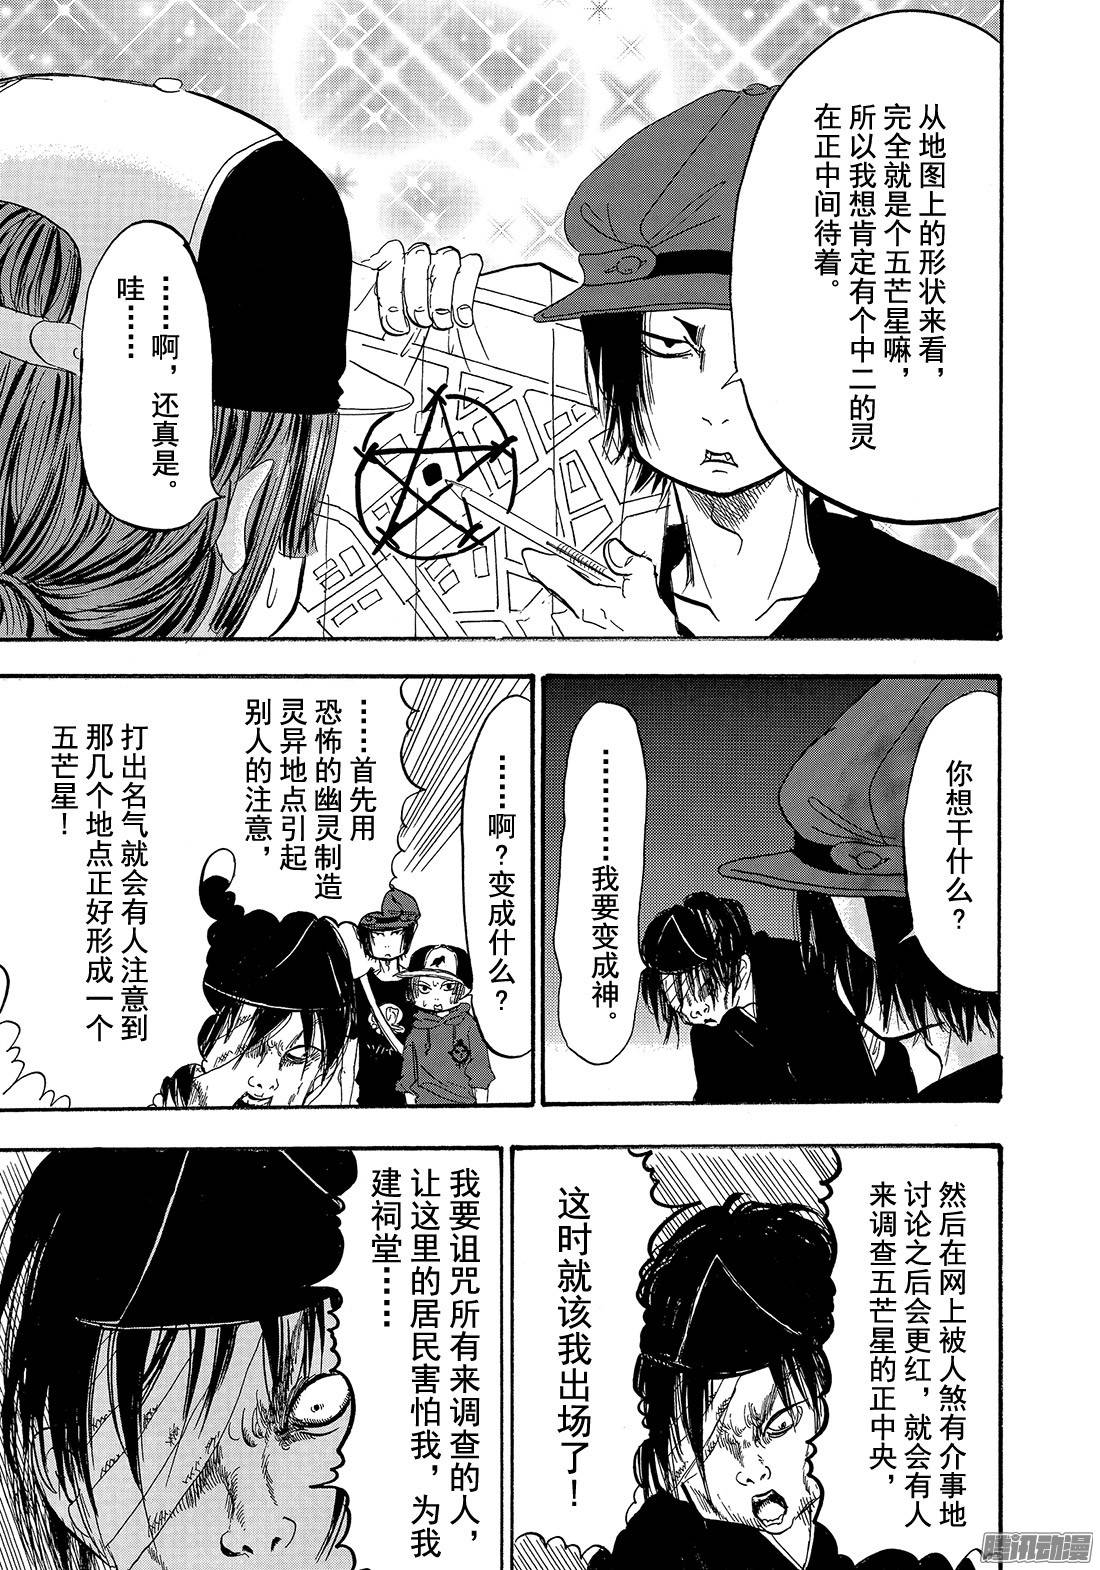 从地图上的形状来看，
完全就是个五芒星嘛，
所以我想肯定有个中二的灵
在正中间待着。
……啊，还真是。
哇……
你想干什么？
…………我要变成神。
……啊？变成什么？
……首先用
恐怖的幽灵制造
灵异地点引起
别人的注意，
打出名气就会有人注意到
那几个地点正好形成一个
五芒星！
然后在网上被人煞有介事地
讨论之后会更红，就会有人
来调查五芒星的正中央，
这时就该我出场了！
我要诅咒所有来调查的人，
让这里的居民害怕我，为我
建祠堂……
腾讯动漫